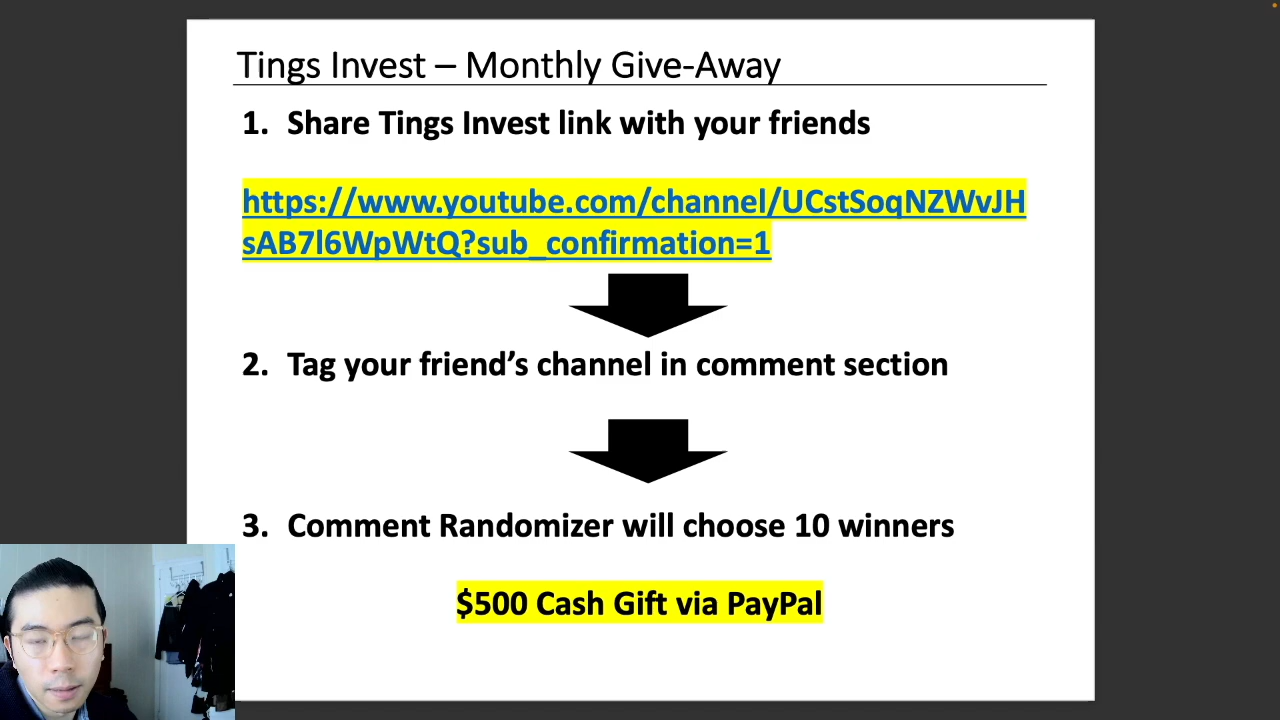 Tings Invest – Monthly Give-Away
1. Share Tings Invest link with your friends
https://www.youtube.com/channel/UCstSoqNZWvJH
sAB7l6WpWtQ?sub_confirmation=1
2. Tag your friend’s channel in comment section
3. Comment Randomizer will choose 10 winners
$500 Cash Gift via PayPal